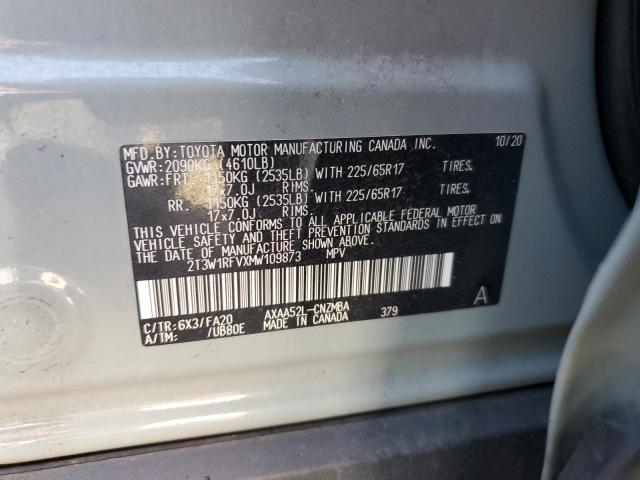 MFD.BY:TOYOTA MOTOR MANUFACTURING CANADA INC. 10/20
GVWR:2090KG (4610LB)
GAWR:FRT. 1150KG (2535LB) WITH 225/65R17 TIRES.
17x7.0J RIMS.
RR. 1150KG (2535LB) WITH 225/65R17 TIRES.
17x7.0J RIMS.
THIS VEHICLE CONFORMS TO ALL APPLICABLE FEDERAL MOTOR
VEHICLE SAFETY AND THEFT PREVENTION STANDARDS IN EFFECT ON
THE DATE OF MANUFACTURE SHOWN ABOVE.
2T3W1RFVXMW109873 MPV
A
C/TR:6X3/FA20 AXAA52L-CNZMBA
A/TM: /UB80E MADE IN CANADA 379